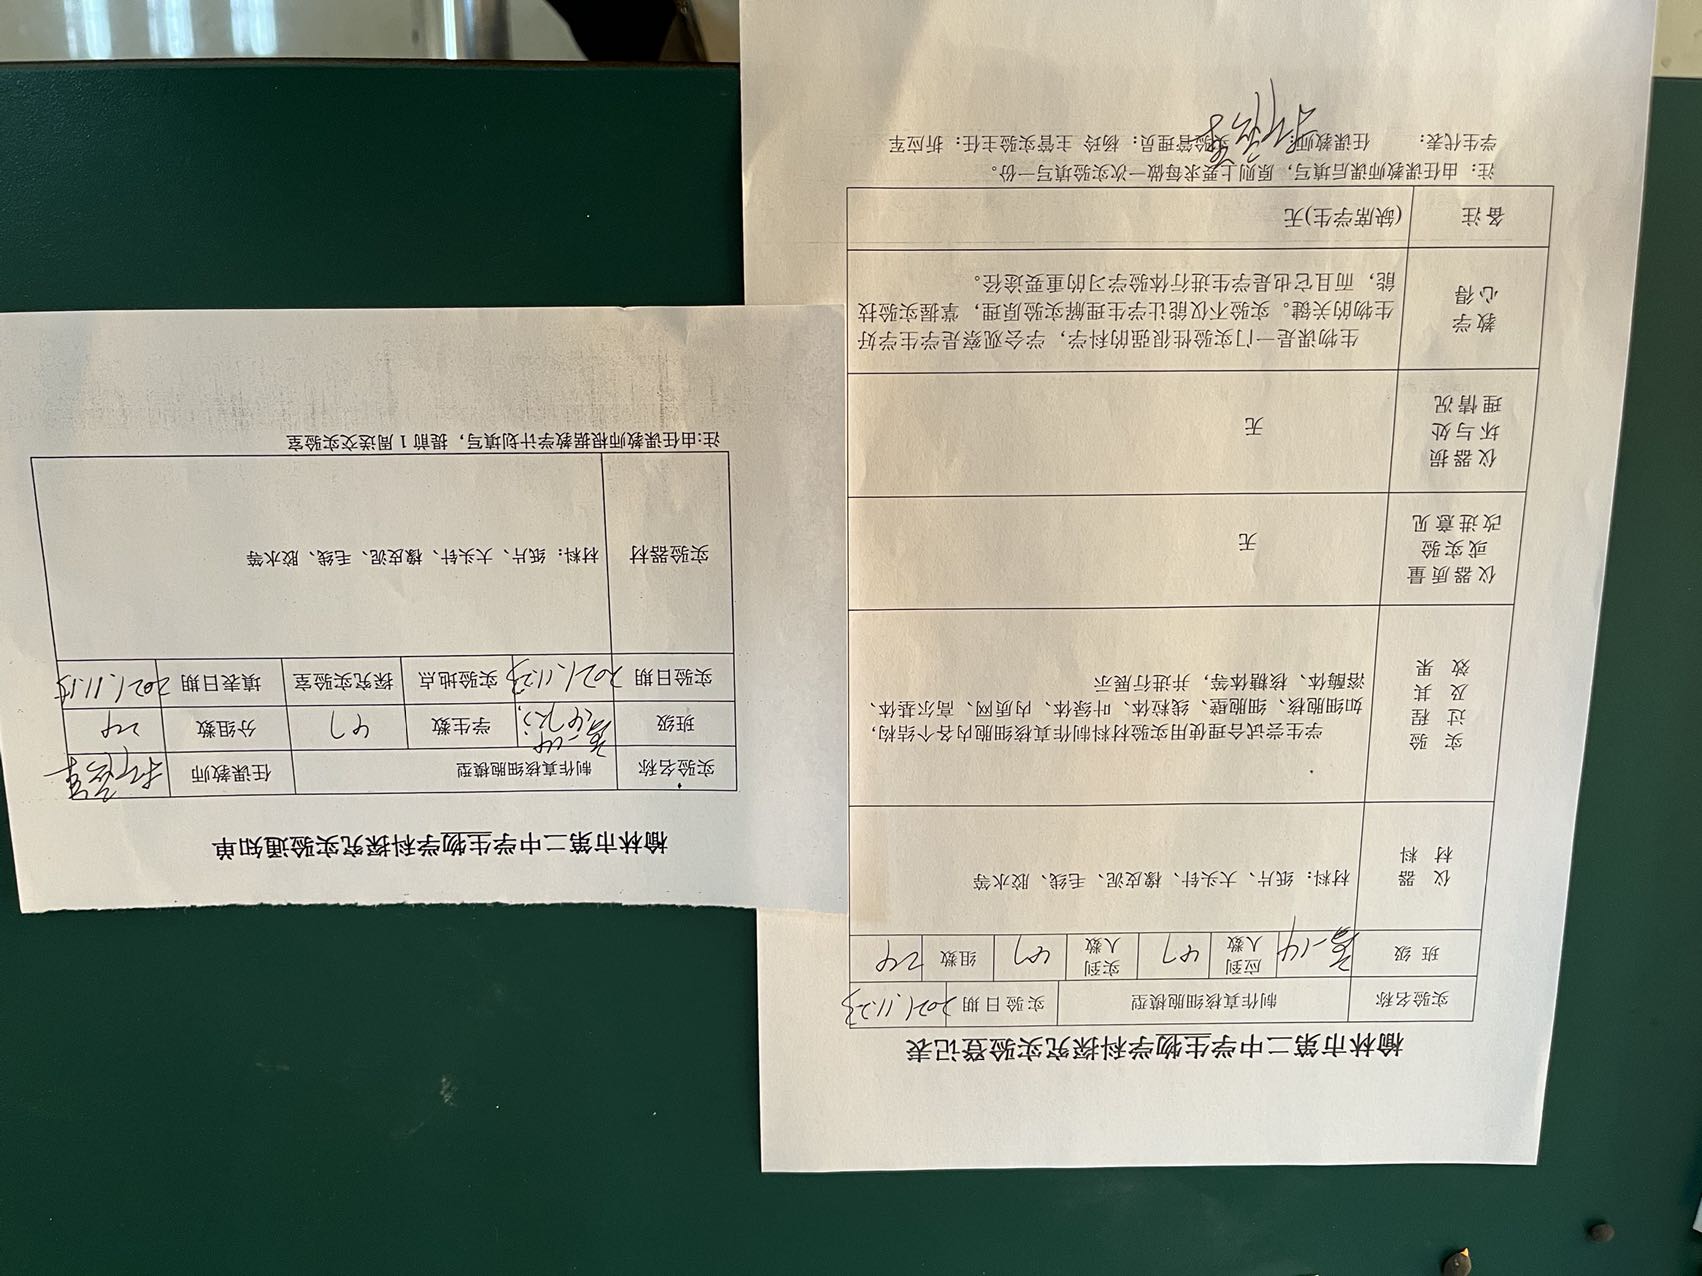 榆林市第二中学生物学科探究实验登记表
实验名称 制作真核细胞模型 实验日期 2021.11.23
班级 高一14 应到人数 47 实到人数 47 组数 24
仪器材料 材料：纸片、大头针、橡皮泥、毛线、胶水等
实验过程及其效果
学生尝试合理使用实验材料制作真核细胞内各个结构，
如细胞核、细胞壁、线粒体、叶绿体、内质网、高尔基体、
溶酶体、核糖体等，并进行展示
仪器质量或实验改进意见 无
仪器损坏与处理情况 无
教学心得
生物课是一门实验性很强的科学，学会观察是学生学好
生物的关键。实验不仅能让学生理解实验原理，掌握实验技
能，而且它也是学生进行体验学习的重要途径。
备注 (缺席学生)无
注：由任课教师课后填写，原则上要求每做一次实验填写一份。
学生代表： 任课教师： 实验管理员：杨玲 主管实验主任：折应军
榆林市第二中学生物学科探究实验通知单
实验名称 制作真核细胞模型 任课教师
班级 高一14 学生数 47 分组数 24
实验日期 2021.11.23 实验地点 探究实验室 填表日期 2021.11.15
实验器材 材料：纸片、大头针、橡皮泥、毛线、胶水等
注:由任课教师根据教学计划填写，提前1周送交实验室